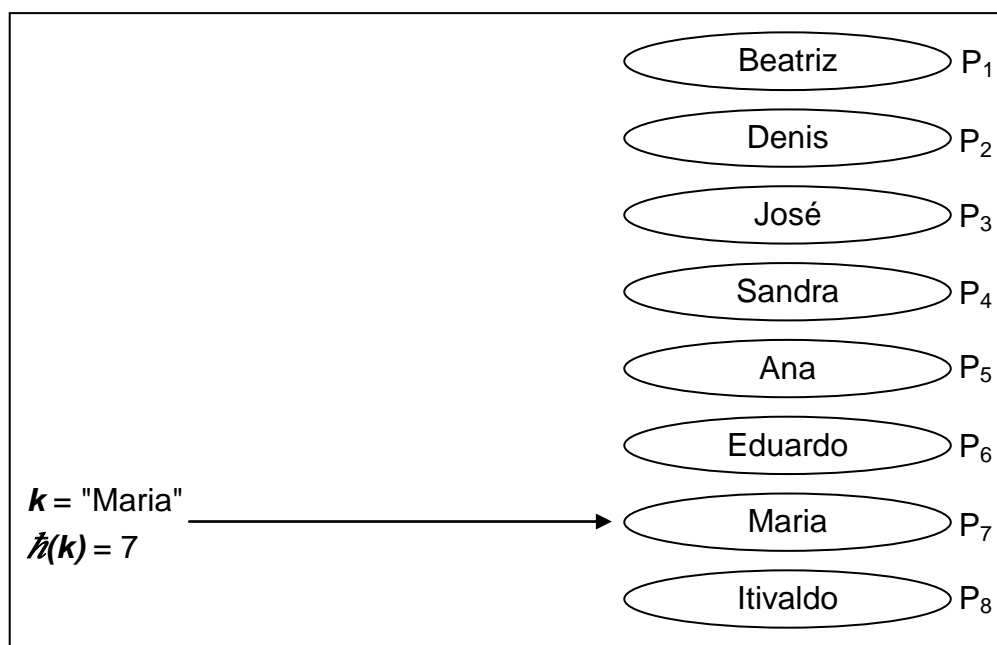 Beatriz P₁
Denis P₂
José P₃
Sandra P₄
Ana P₅
Eduardo P₆
k = "Maria"
ℏ(k) = 7
Maria P₇
Itivaldo P₈